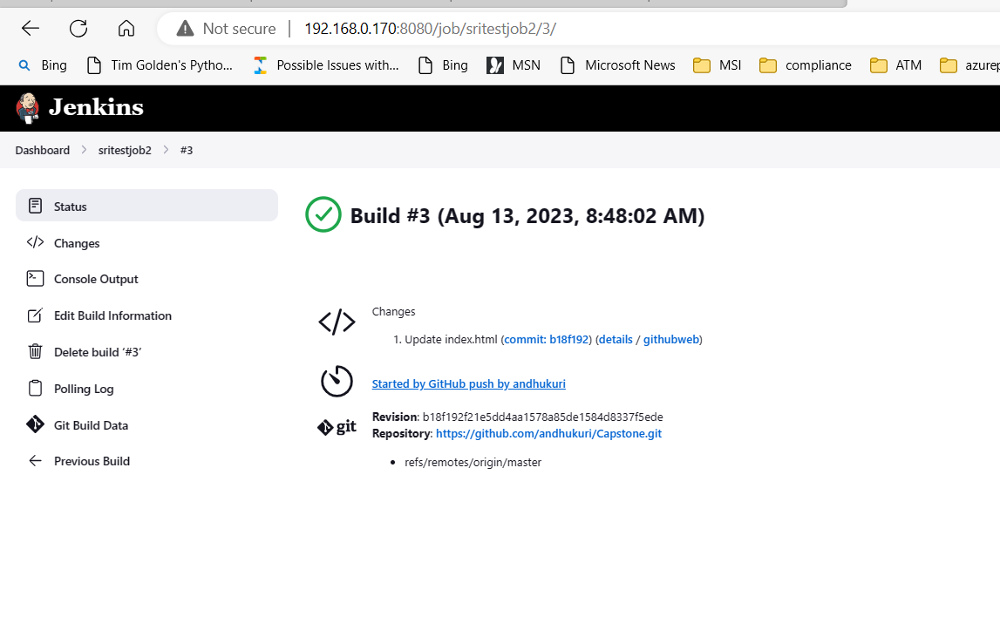 Not secure | 192.168.0.170:8080/job/sritestjob2/3/
Bing Tim Golden's Pytho... Possible Issues with... Bing MSN Microsoft News MSI compliance ATM azurep
Jenkins
Dashboard > sritestjob2 > #3
Status
Build #3 (Aug 13, 2023, 8:48:02 AM)
Changes
Console Output
Edit Build Information
Delete build ‘#3’
Polling Log
Git Build Data
Previous Build
Changes
1. Update index.html (commit: b18f192) (details / githubweb)
Started by GitHub push by andhukuri
git
Revision: b18f192f21e5dd4aa1578a85de1584d8337f5ede
Repository: https://github.com/andhukuri/Capstone.git
• refs/remotes/origin/master